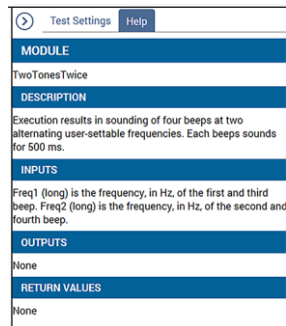 Test Settings Help
MODULE
TwoTonesTwice
DESCRIPTION
Execution results in sounding of four beeps at two
alternating user-settable frequencies. Each beeps sounds
for 500 ms.
INPUTS
Freq1 (long) is the frequency, in Hz, of the first and third
beep. Freq2 (long) is the frequency, in Hz, of the second and
fourth beep.
OUTPUTS
None
RETURN VALUES
None